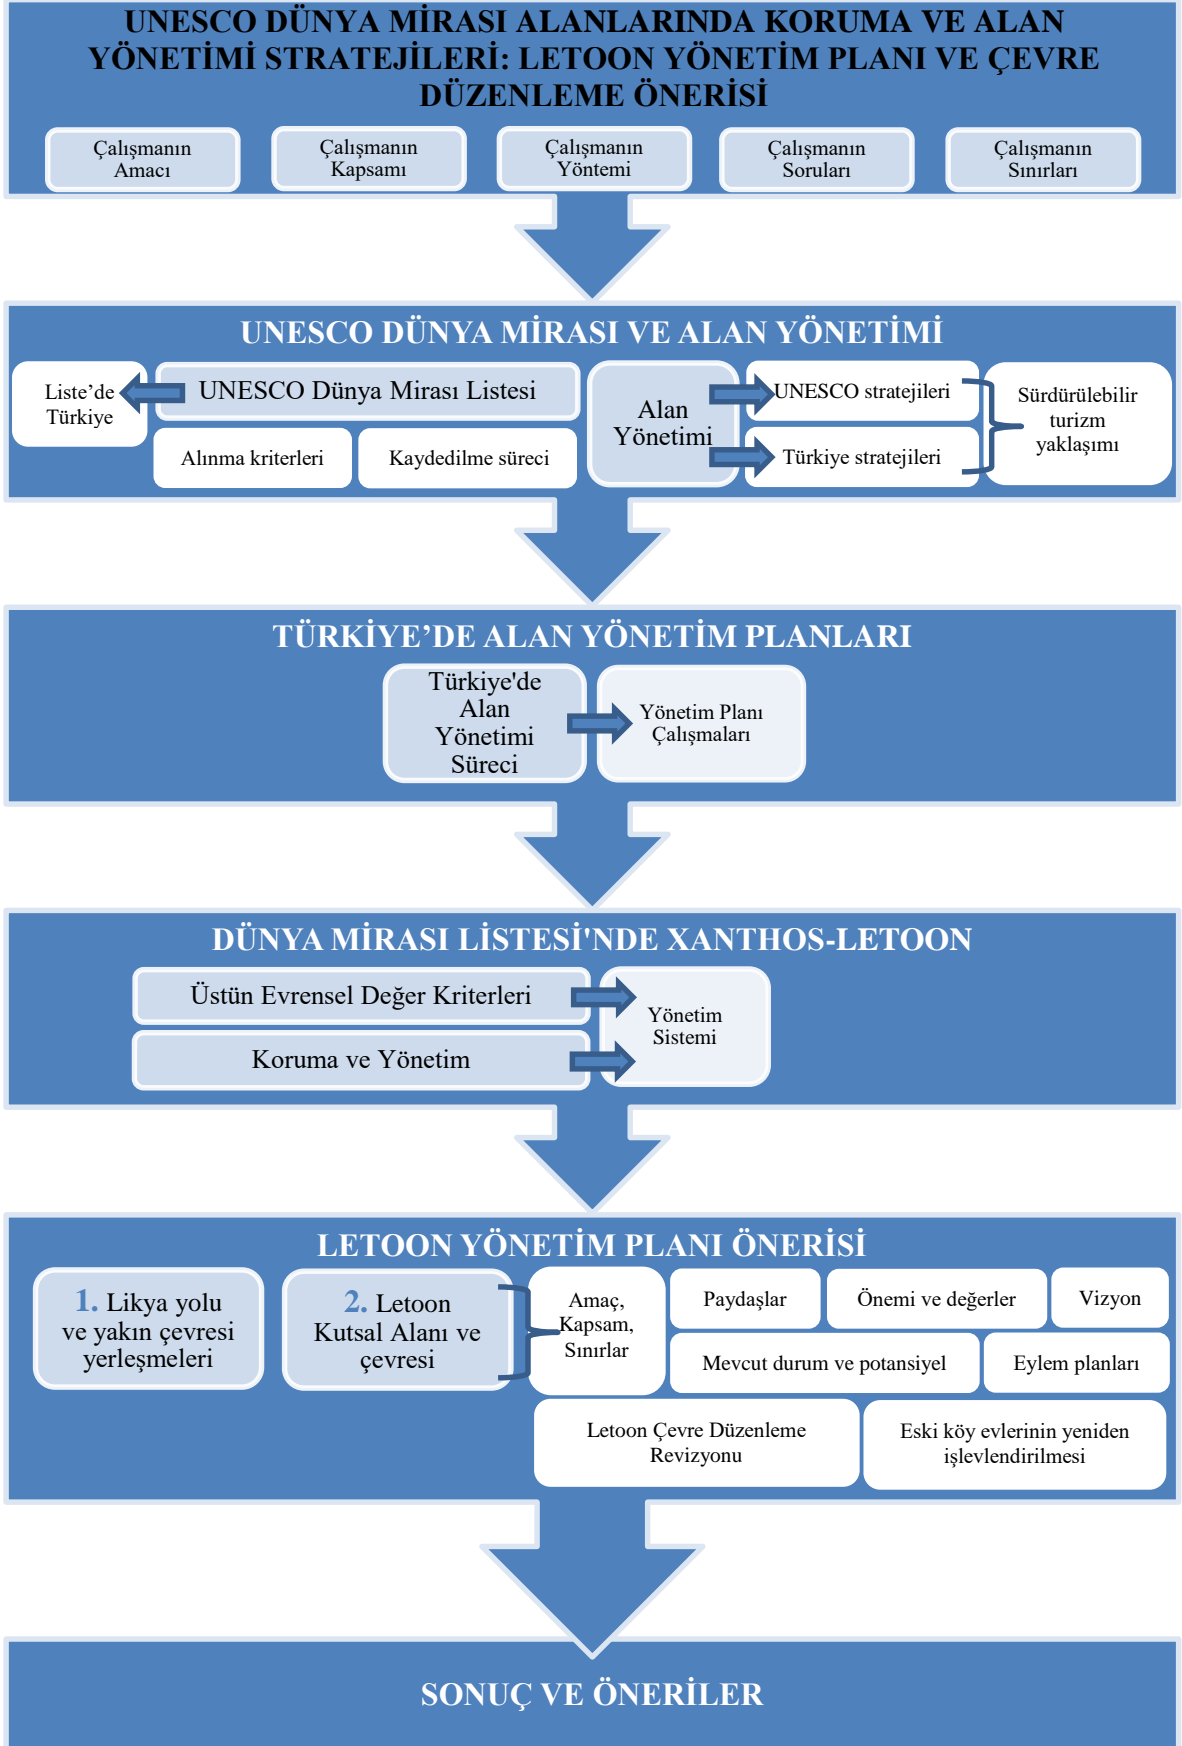 UNESCO DÜNYA MİRASI ALANLARINDA KORUMA VE ALAN
YÖNETİMİ STRATEJİLERİ: LETOON YÖNETİM PLANI VE ÇEVRE
DÜZENLEME ÖNERİSİ
Çalışmanın
Amacı
Çalışmanın
Kapsamı
Çalışmanın
Yöntemi
Çalışmanın
Soruları
Çalışmanın
Sınırları
UNESCO DÜNYA MİRASI VE ALAN YÖNETİMİ
Liste’de
Türkiye
UNESCO Dünya Mirası Listesi
Alınma kriterleri
Kaydedilme süreci
Alan
Yönetimi
UNESCO stratejileri
Türkiye stratejileri
Sürdürülebilir
turizm
yaklaşımı
TÜRKİYE’DE ALAN YÖNETİM PLANLARI
Türkiye'de
Alan
Yönetimi
Süreci
Yönetim Planı
Çalışmaları
DÜNYA MİRASI LİSTESİ'NDE XANTHOS-LETOON
Üstün Evrensel Değer Kriterleri
Koruma ve Yönetim
Yönetim
Sistemi
LETOON YÖNETİM PLANI ÖNERİSİ
1. Likya yolu
ve yakın çevresi
yerleşmeleri
2. Letoon
Kutsal Alanı ve
çevresi
Amaç,
Kapsam,
Sınırlar
Paydaşlar
Önemi ve değerler
Vizyon
Mevcut durum ve potansiyel
Eylem planları
Letoon Çevre Düzenleme
Revizyonu
Eski köy evlerinin yeniden
işlevlendirilmesi
SONUÇ VE ÖNERİLER